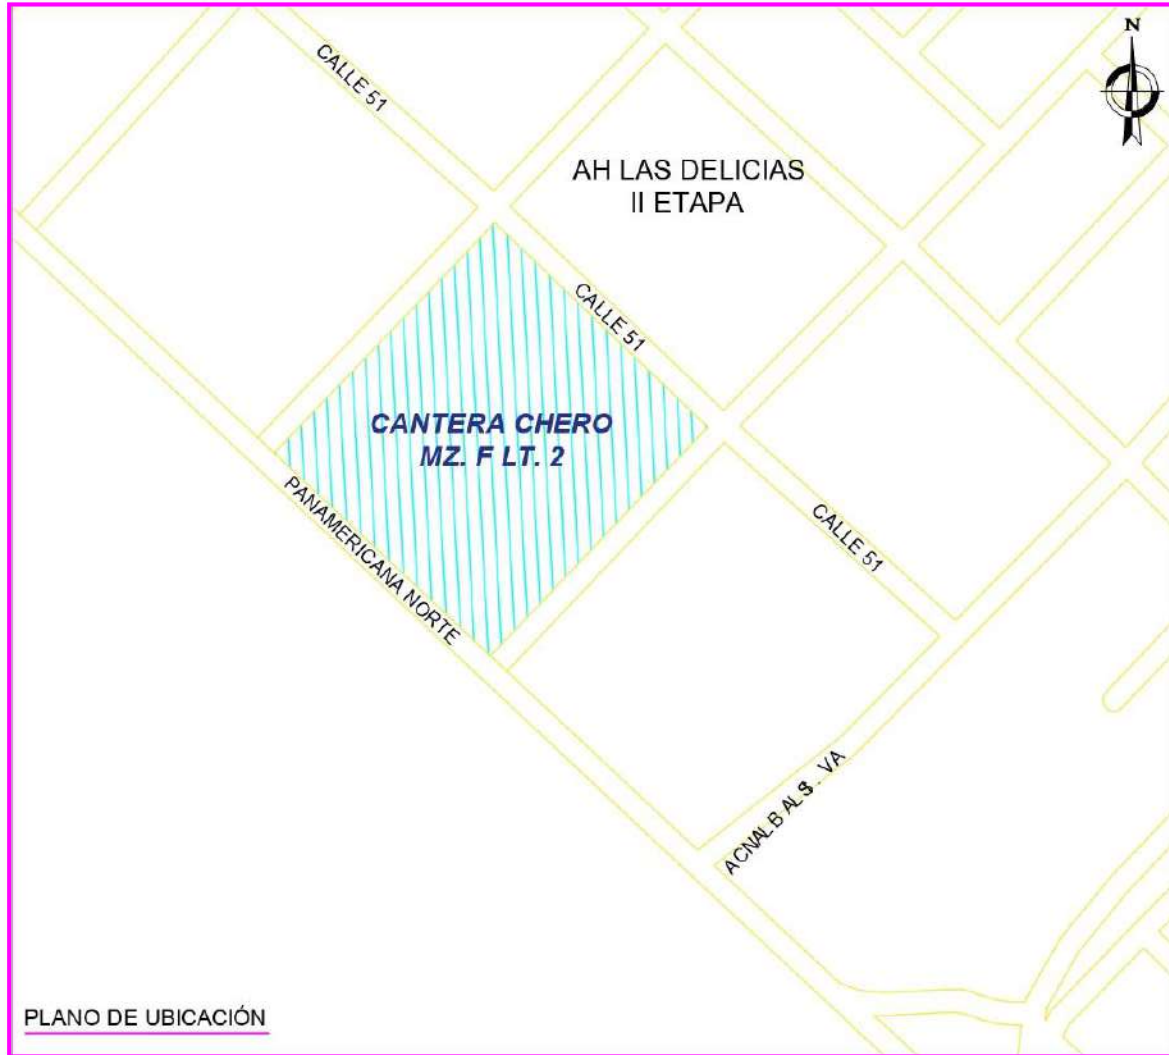 N
CALLE 51
AH LAS DELICIAS
II ETAPA
CALLE 51
CANTERA CHERO
MZ. F LT. 2
PANAMERICANA NORTE
CALLE 51
PLANO DE UBICACIÓN